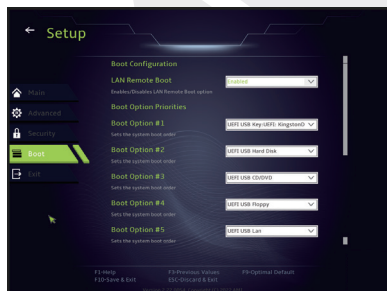 Setup
Boot Configuration
LAN Remote Boot
Enabled
Enables/Disables LAN Remote Boot option
Main
Advanced
Security
Boot
Exit
Boot Option Priorities
Boot Option #1
UEFI USB Key:UEFI: KingstonD
Sets the system boot order
Boot Option #2
UEFI USB Hard Disk
Sets the system boot order
Boot Option #3
UEFI USB CD/DVD
Sets the system boot order
Boot Option #4
UEFI USB Floppy
Sets the system boot order
Boot Option #5
UEFI USB Lan
Sets the system boot order
F1-Help
F3-Previous Values
F9-Optimal Default
F10-Save & Exit
ESC-Discard & Exit